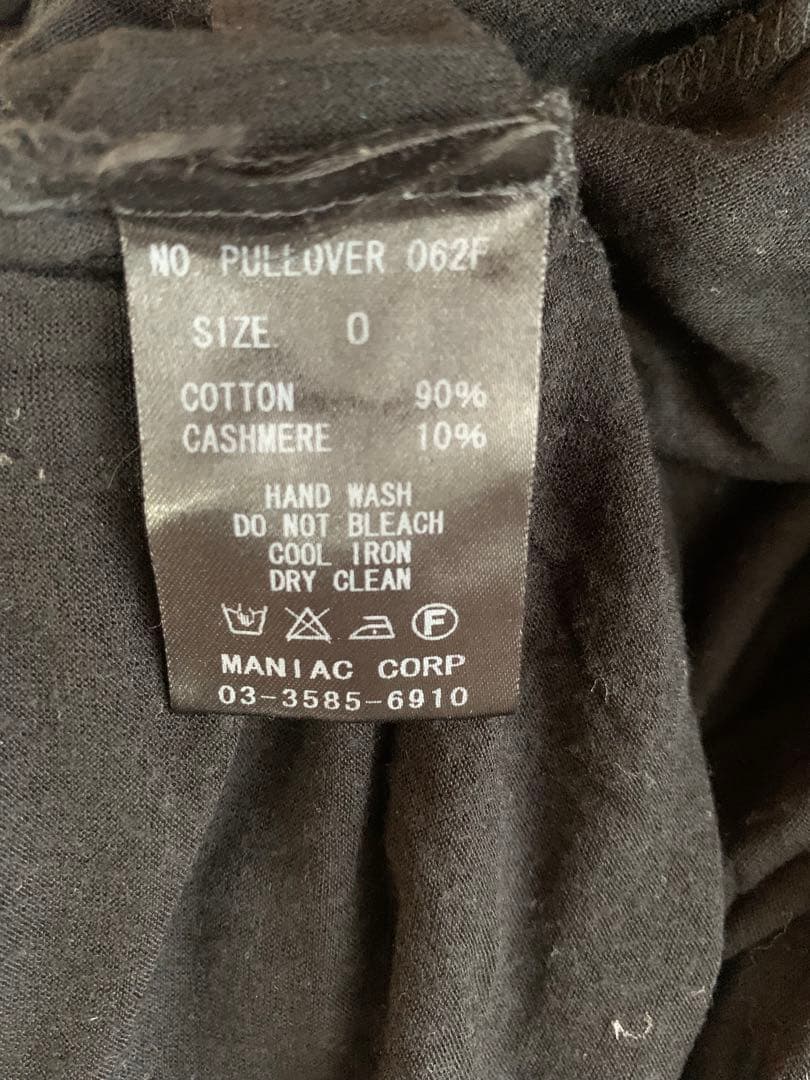 NO. PULLOVER 062F
SIZE 0
COTTON 90%
CASHMERE 10%
HAND WASH
DO NOT BLEACH
COOL IRON
DRY CLEAN
F
MANIAC CORP
03-3585-6910